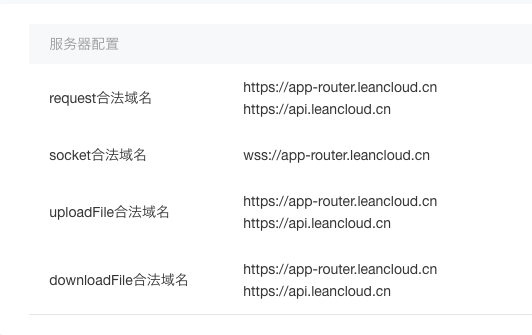 服务器配置
request合法域名
https://app-router.leancloud.cn
https://api.leancloud.cn
socket合法域名
wss://app-router.leancloud.cn
uploadFile合法域名
https://app-router.leancloud.cn
https://api.leancloud.cn
downloadFile合法域名
https://app-router.leancloud.cn
https://api.leancloud.cn